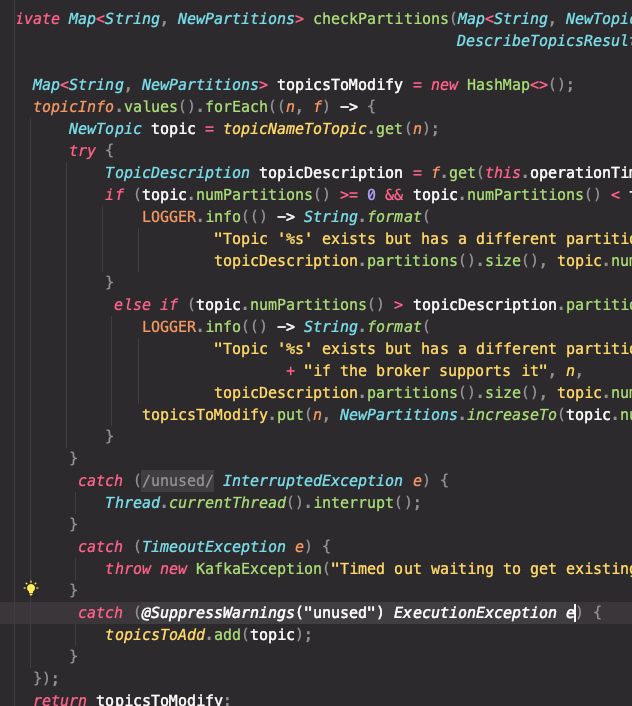 ivate Map<String, NewPartitions> checkPartitions(Map<String, NewTopic
DescribeTopicsResult
Map<String, NewPartitions> topicsToModify = new HashMap<>();
topicInfo.values().forEach((n, f) -> {
NewTopic topic = topicNameToTopic.get(n);
try {
TopicDescription topicDescription = f.get(this.operationTim
if (topic.numPartitions() >= 0 && topic.numPartitions() < t
LOGGER.info(() -> String.format(
"Topic '%s' exists but has a different partitio
topicDescription.partitions().size(), topic.num
}
else if (topic.numPartitions() > topicDescription.partitio
LOGGER.info(() -> String.format(
"Topic '%s' exists but has a different partitio
+ "if the broker supports it", n,
topicDescription.partitions().size(), topic.num
topicsToModify.put(n, NewPartitions.increaseTo(topic.nu
}
}
catch (/unused/ InterruptedException e) {
Thread.currentThread().interrupt();
}
catch (TimeoutException e) {
throw new KafkaException("Timed out waiting to get existing
}
catch (@SuppressWarnings("unused") ExecutionException e) {
topicsToAdd.add(topic);
}
});
return topicsToModify;